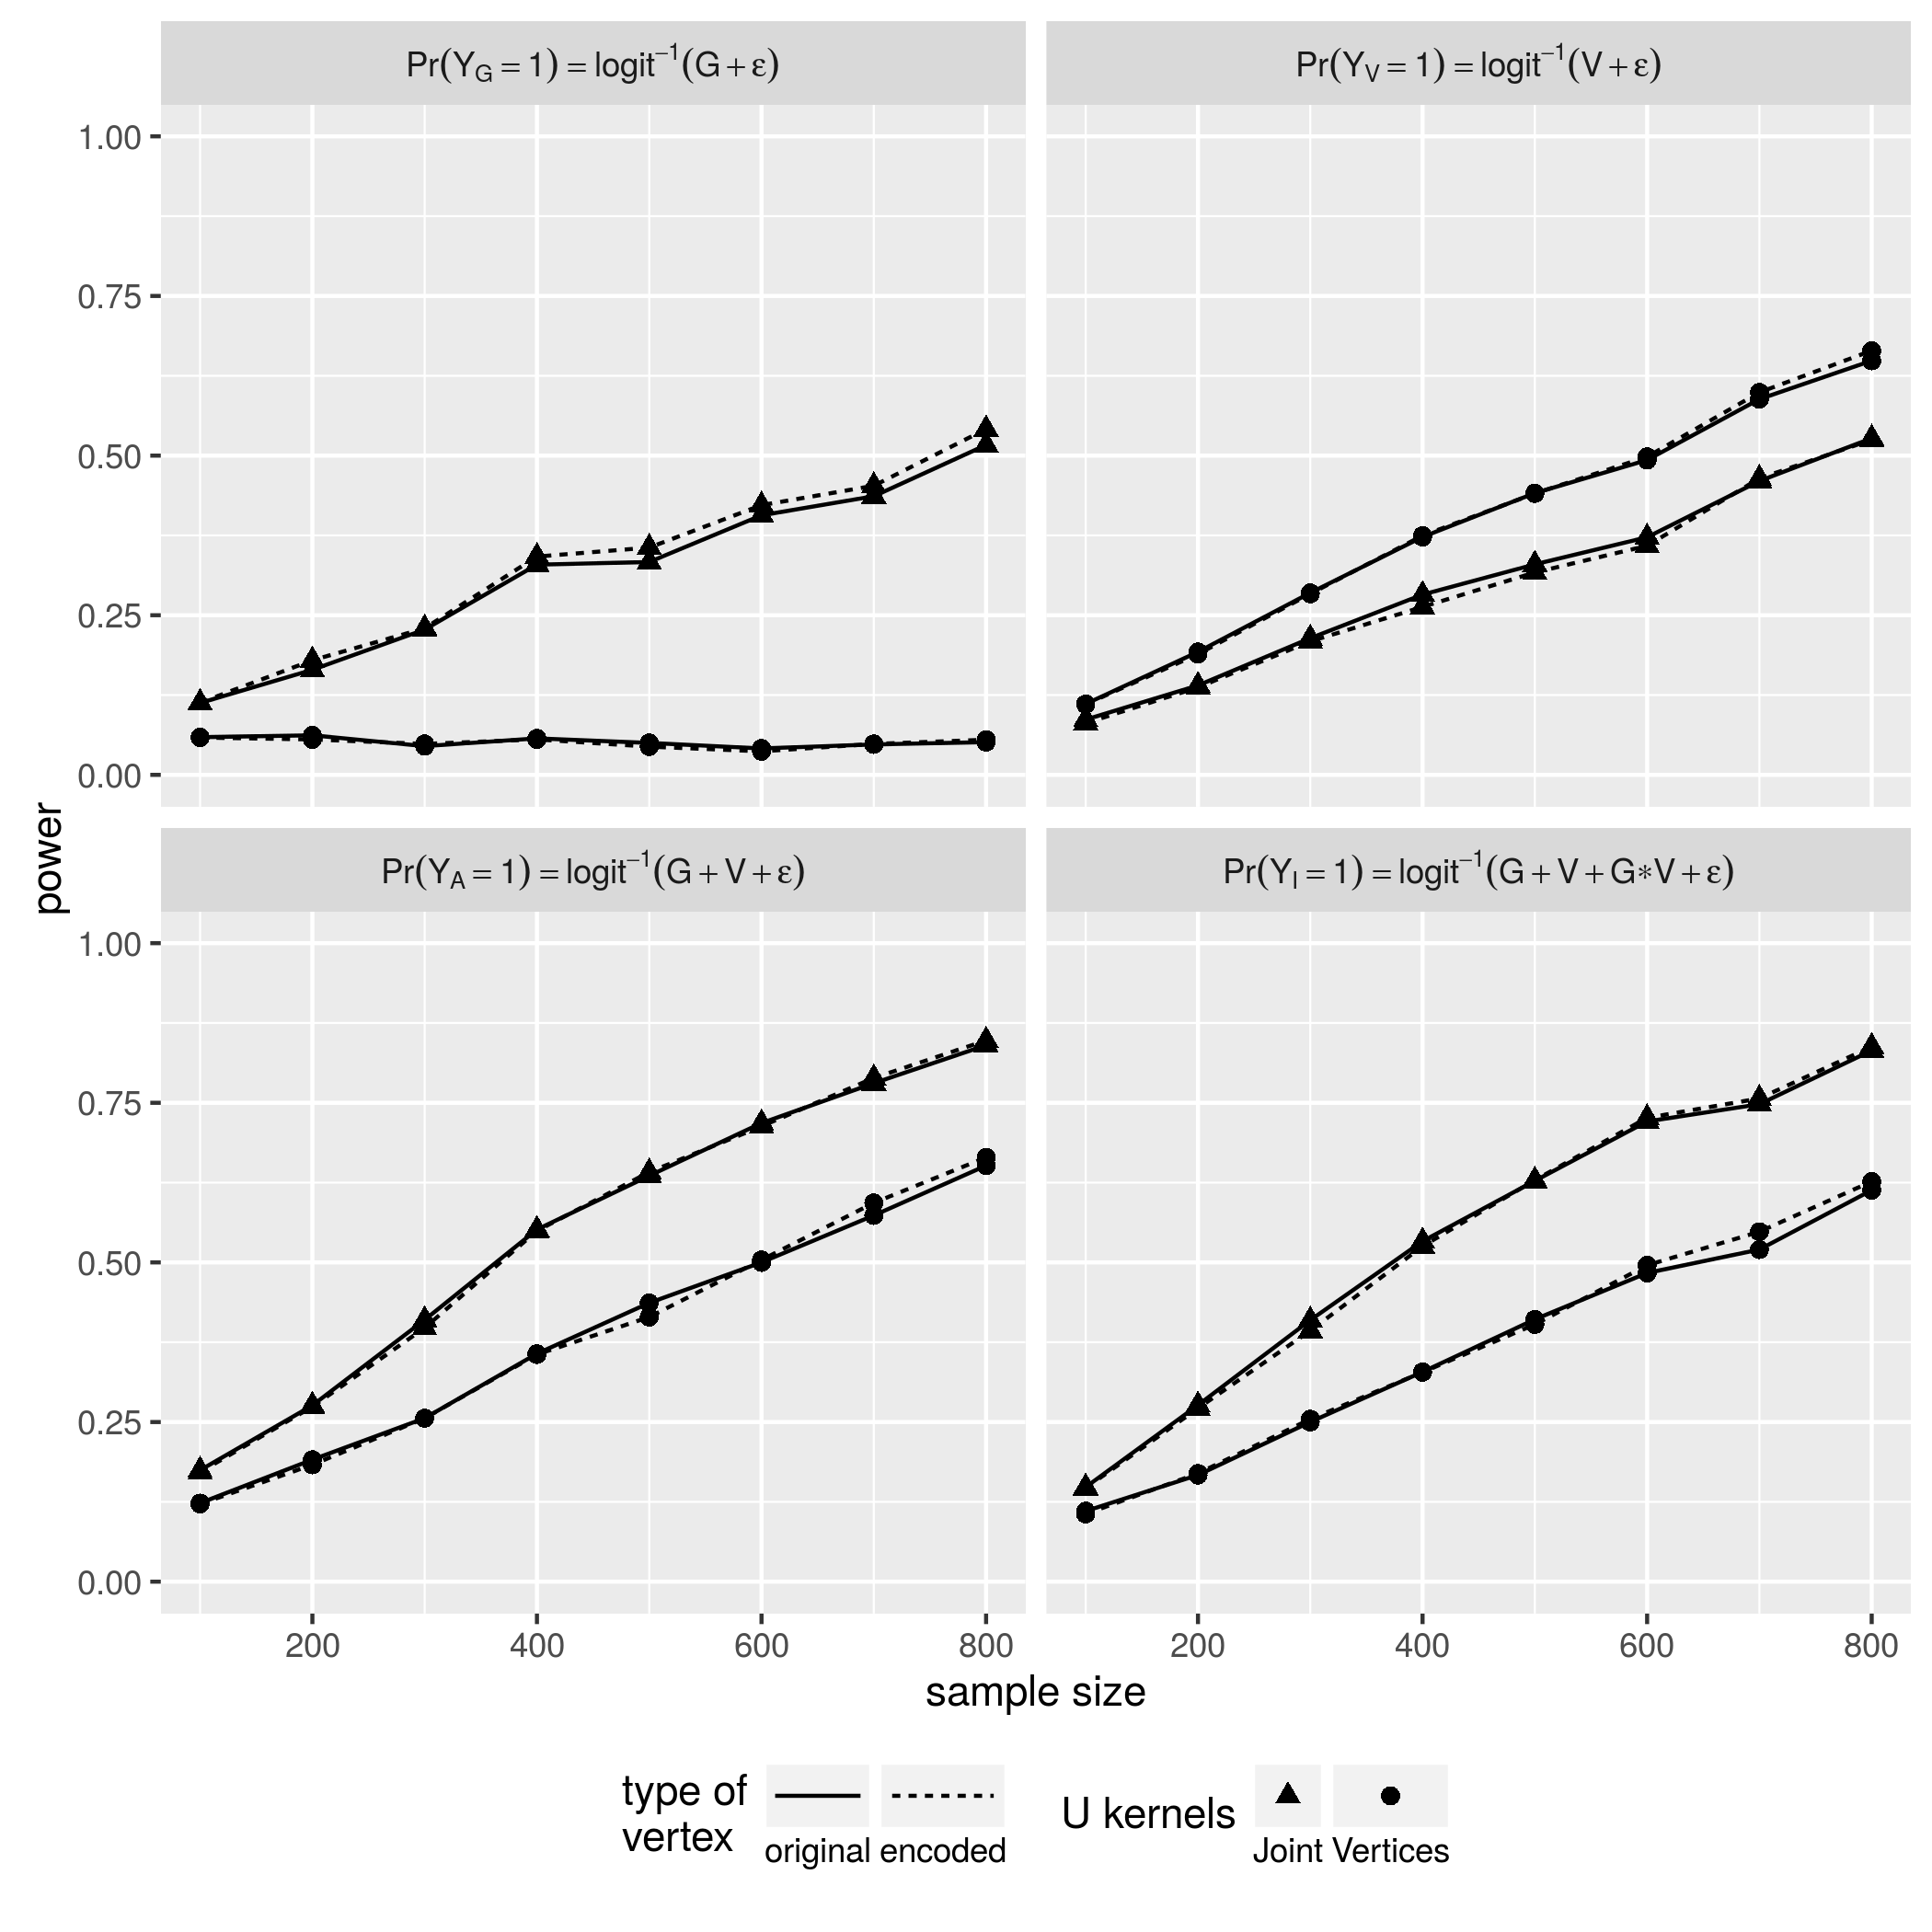 Pr(Y_G = 1) = logit⁻¹(G + ε)
Pr(Y_V = 1) = logit⁻¹(V + ε)
1.00
0.75
0.50
0.25
0.00
power
Pr(Y_A = 1) = logit⁻¹(G + V + ε)
Pr(Y_I = 1) = logit⁻¹(G + V + G∗V + ε)
1.00
0.75
0.50
0.25
0.00
200 400 600 800
200 400 600 800
sample size
type of
vertex
original encoded
U kernels
Joint Vertices